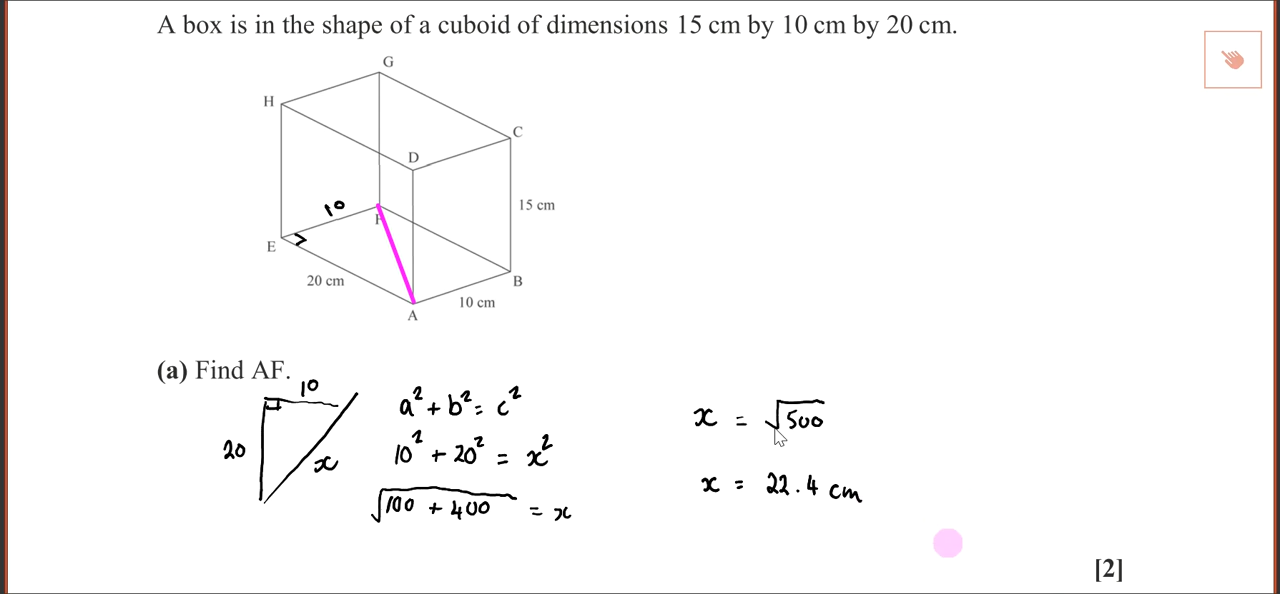 A box is in the shape of a cuboid of dimensions 15 cm by 10 cm by 20 cm.
G
H
C
D
10
F
15 cm
E
20 cm
B
10 cm
A
(a) Find AF.
10
20
x
a² + b² = c²
10² + 20² = x²
√100 + 400 = x
x = √500
x = 22.4 cm
[2]